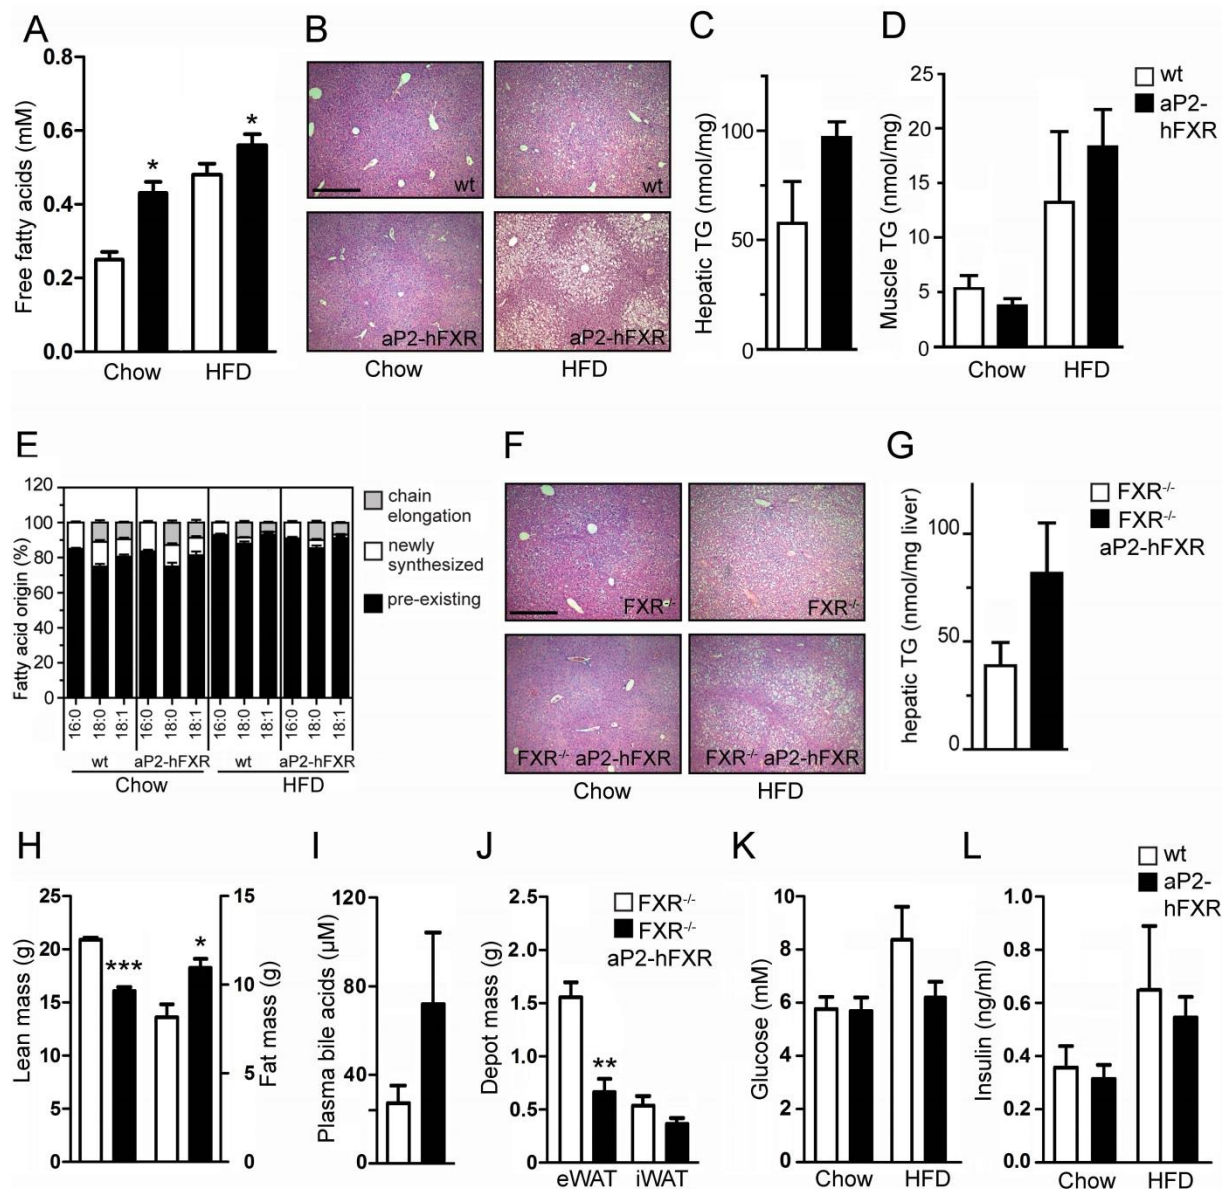 A
Free fatty acids (mM)
0.8
0.6
0.4
0.2
0.0
*
*
Chow
HFD
B
wt
wt
aP2-hFXR
aP2-hFXR
Chow
HFD
C
Hepatic TG (nmol/mg)
100
50
0
D
Muscle TG (nmol/mg)
25
20
15
10
5
0
Chow
HFD
wt
aP2-
hFXR
E
Fatty acid origin (%)
120
100
80
60
40
20
0
16:0
18:0
18:1
16:0
18:0
18:1
16:0
18:0
18:1
16:0
18:0
18:1
wt
aP2-hFXR
wt
aP2-hFXR
Chow
HFD
chain
elongation
newly
synthesized
pre-existing
F
FXR-/-
FXR-/-
FXR-/- aP2-hFXR
FXR-/- aP2-hFXR
Chow
HFD
G
hepatic TG (nmol/mg liver)
100
50
0
FXR-/-
FXR-/-
aP2-hFXR
H
Lean mass (g)
25
20
15
10
5
0
***
*
15
10
5
0
Fat mass (g)
I
Plasma bile acids (µM)
120
80
40
0
J
Depot mass (g)
2.0
1.5
1.0
0.5
0.0
**
eWAT
iWAT
FXR-/-
FXR-/-
aP2-hFXR
K
Glucose (mM)
10
8
6
4
2
0
Chow
HFD
L
Insulin (ng/ml)
1.0
0.8
0.6
0.4
0.2
0.0
Chow
HFD
wt
aP2-
hFXR